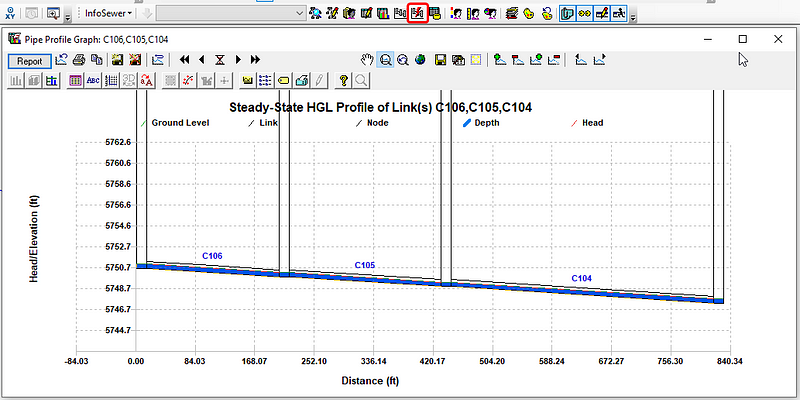 XY InfoSewer
Pipe Profile Graph: C106,C105,C104
Report
ABC
Steady-State HGL Profile of Link(s) C106,C105,C104
Ground Level Link Node Depth Head
Head/Elevation (ft)
5762.6
5760.6
5758.6
5756.6
5754.6
5752.7
5750.7
5748.7
5746.7
5744.7
C106
C105
C104
-84.03 0.00 84.03 168.07 252.10 336.14 420.17 504.20 588.24 672.27 756.30 840.34
Distance (ft)